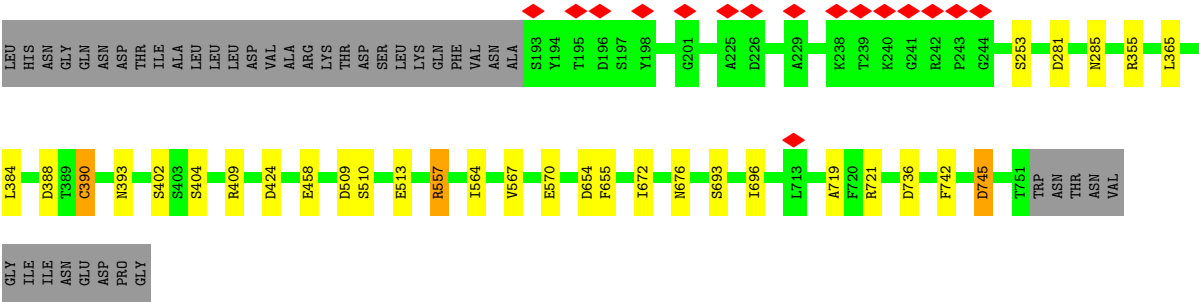 LEU HIS ASN GLY GLN ASN ASP THR ILE ALA LEU LEU LEU ASP VAL ALA ARG LYS THR ASP SER LEU LYS GLN PHE VAL ASN ALA S193 Y194 T195 D196 S197 Y198 G201 A225 D226 A229 K238 T239 K240 G241 R242 P243 G244 S253 D281 N285 R355 L365
L384 D388 T389 C390 N393 S402 S403 S404 R409 D424 E458 D509 S510 E513 R557 I564 V567 E570 D654 F655 I672 N676 S693 I696 L713 A719 F720 R721 D736 F742 D745 T751 TRP ASN THR ASN VAL
GLY ILE ILE ASN GLU ASP PRO GLY